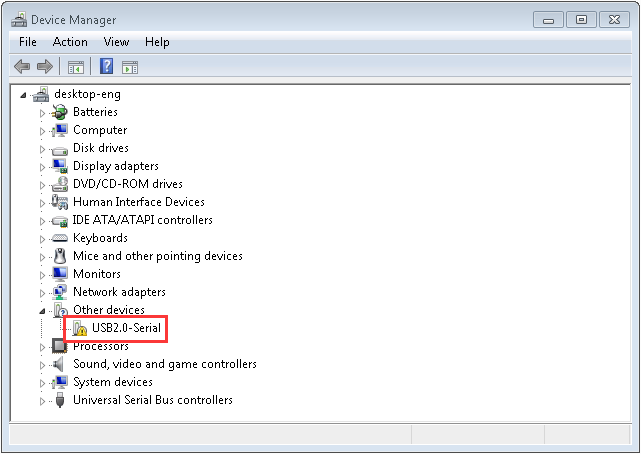 Device Manager
File Action View Help
desktop-eng
Batteries
Computer
Disk drives
Display adapters
DVD/CD-ROM drives
Human Interface Devices
IDE ATA/ATAPI controllers
Keyboards
Mice and other pointing devices
Monitors
Network adapters
Other devices
USB2.0-Serial
Processors
Sound, video and game controllers
System devices
Universal Serial Bus controllers